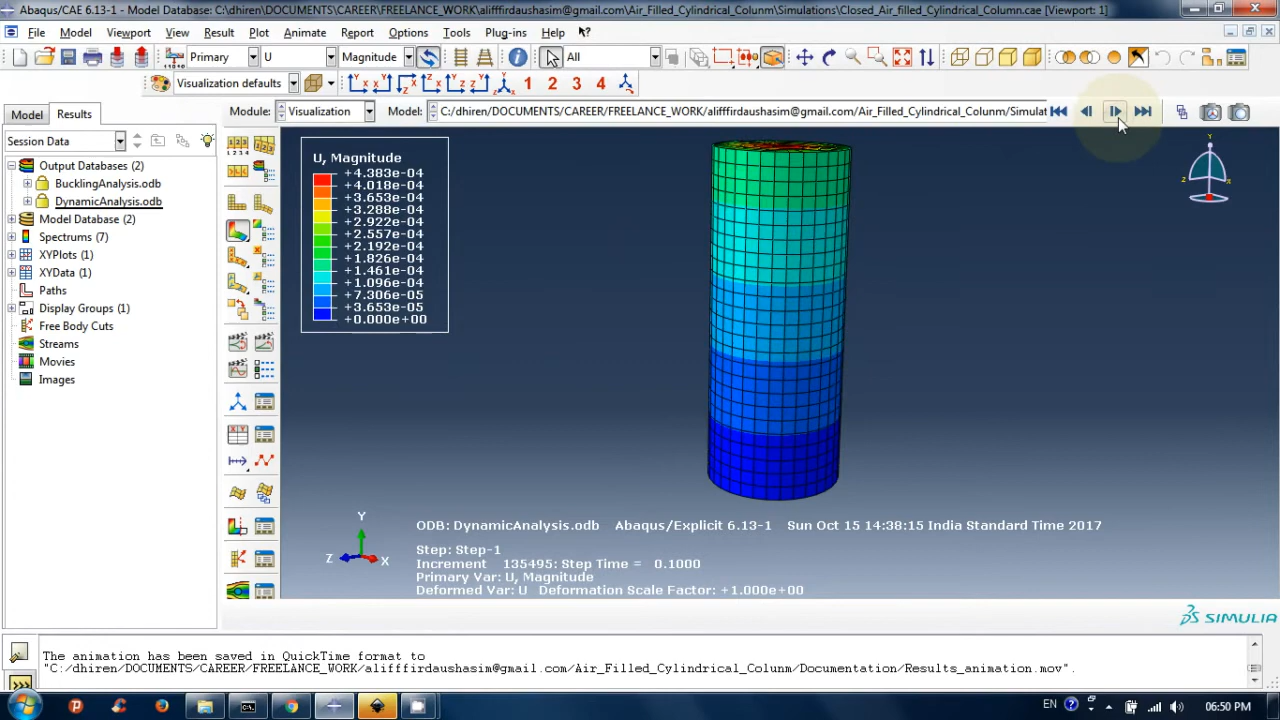 Abaqus/CAE 6.13-1 - Model Database: C:\dhiren\DOCUMENTS\CAREER\FREELANCE_WORK\alifffirdaushasim@gmail.com\Air_Filled_Cylindrical_Column\Simulations\Closed_Air_filled_Cylindrical_Column.cae [Viewport: 1]
File Model Viewport View Result Plot Animate Report Options Tools Plug-ins Help
Primary U Magnitude All
Visualization defaults 1 2 3 4
Model Results Module: Visualization Model: C:/dhiren/DOCUMENTS/CAREER/FREELANCE_WORK/alifffirdaushasim@gmail.com/Air_Filled_Cylindrical_Colunm/Simulat
Session Data
Output Databases (2)
BucklingAnalysis.odb
DynamicAnalysis.odb
Model Database (2)
Spectrums (7)
XYPlots (1)
XYData (1)
Paths
Display Groups (1)
Free Body Cuts
Streams
Movies
Images
U, Magnitude
+4.383e-04
+4.018e-04
+3.653e-04
+3.288e-04
+2.922e-04
+2.557e-04
+2.192e-04
+1.826e-04
+1.461e-04
+1.096e-04
+7.306e-05
+3.653e-05
+0.000e+00
Y
Z X
Y
Z X
ODB: DynamicAnalysis.odb Abaqus/Explicit 6.13-1 Sun Oct 15 14:38:15 India Standard Time 2017
Step: Step-1
Increment 135495: Step Time = 0.1000
Primary Var: U, Magnitude
Deformed Var: U Deformation Scale Factor: +1.000e+00
SIMULIA
The animation has been saved in QuickTime format to
"C:/dhiren/DOCUMENTS/CAREER/FREELANCE_WORK/alifffirdaushasim@gmail.com/Air_Filled_Cylindrical_Colunm/Documentation/Results_animation.mov".
>>>
EN 06:50 PM